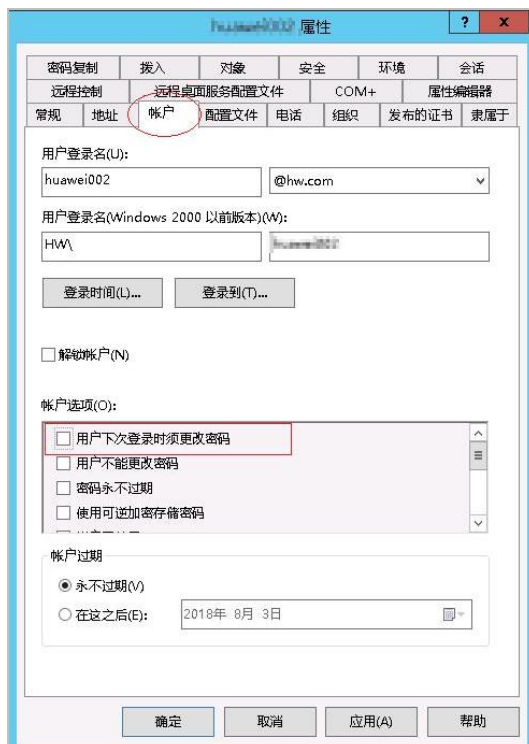 属性
? x
密码复制 拨入 对象 安全 环境 会话
远程控制 远程桌面服务配置文件 COM+ 属性编辑器
常规 地址 帐户 配置文件 电话 组织 发布的证书 隶属于
用户登录名(U):
huawei002 @hw.com
用户登录名(Windows 2000 以前版本)(W):
HW\
登录时间(L)... 登录到(T)...
解锁帐户(N)
帐户选项(O):
用户下次登录时须更改密码
用户不能更改密码
密码永不过期
使用可逆加密存储密码
帐户过期
永不过期(V)
在这之后(E): 2018年 8月 3日
确定 取消 应用(A) 帮助